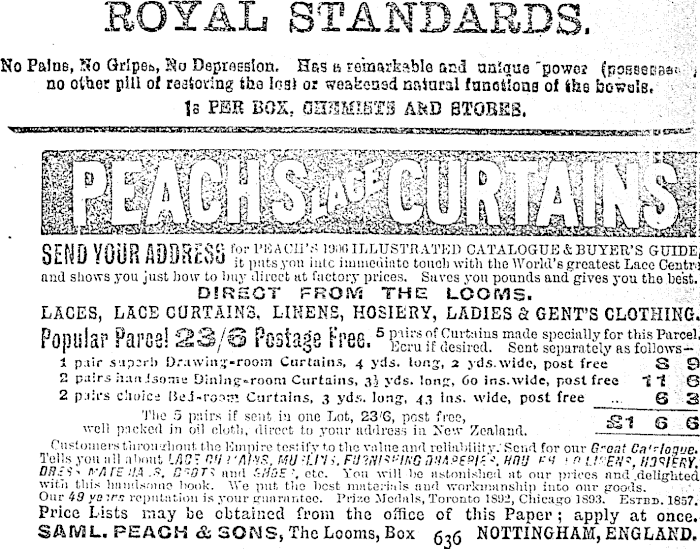 ROYAL STANDARDS.
No Pains, No Gripes, No Depression. Has a remarkable and unique power (possessed
no other pill of restoring the lost or weakened natural functions of the bowels.
1s PER BOX, CHEMISTS AND STORES.
PEACH'S LACE CURTAINS
SEND YOUR ADDRESS for PEACH'S 1906 ILLUSTRATED CATALOGUE & BUYER'S GUIDE,
it puts you into immediate touch with the World's greatest Lace Centre
and shows you just how to buy direct at factory prices. Saves you pounds and gives you the best.
DIRECT FROM THE LOOMS.
LACES, LACE CURTAINS, LINENS, HOSIERY, LADIES & GENT'S CLOTHING.
Popular Parcel 23/6 Postage Free. 5 pairs of Curtains made specially for this Parcel,
Ecru if desired. Sent separately as follows—
1 pair superb Drawing-room Curtains, 4 yds. long, 2 yds. wide, post free 8 9
2 pairs handsome Dining-room Curtains, 3½ yds. long, 60 ins. wide, post free 11 6
2 pairs choice Bed-room Curtains, 3 yds. long, 43 ins. wide, post free ... 6 3
The 5 pairs if sent in one Lot, 23/6, post free,
well packed in oil cloth, direct to your address in New Zealand. £1 6 6
Customers throughout the Empire testify to the value and reliability. Send for our Great Catalogue.
Tells you all about LACE CURTAINS, MUSLINS, FURNISHING DRAPERIES, HOUSEHOLD LINENS, HOSIERY,
DRESS MATERIALS, BOOTS and SHOES, etc. You will be astonished at our prices and delighted
with this handsome book. We put the best materials and workmanship into our goods.
Our 49 years reputation is your guarantee. Prize Medals, Toronto 1892, Chicago 1893. ESTBD. 1857.
Price Lists may be obtained from the office of this Paper; apply at once.
SAML. PEACH & SONS, The Looms, Box 636 NOTTINGHAM, ENGLAND.